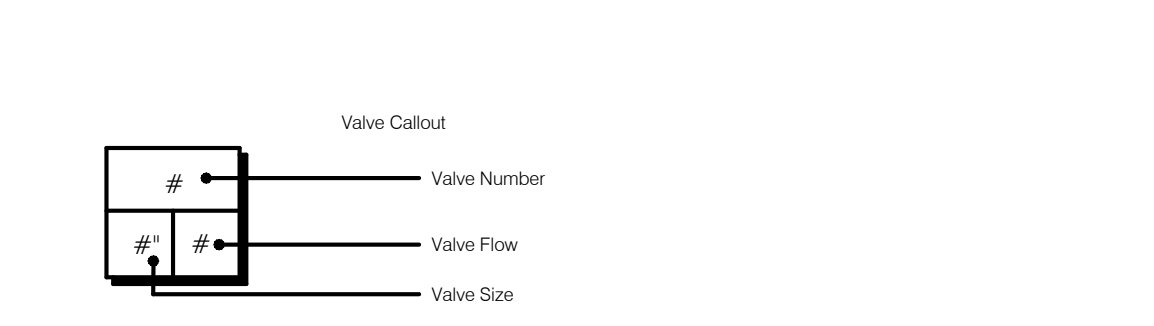 Valve Callout
# Valve Number
#" # Valve Flow
Valve Size